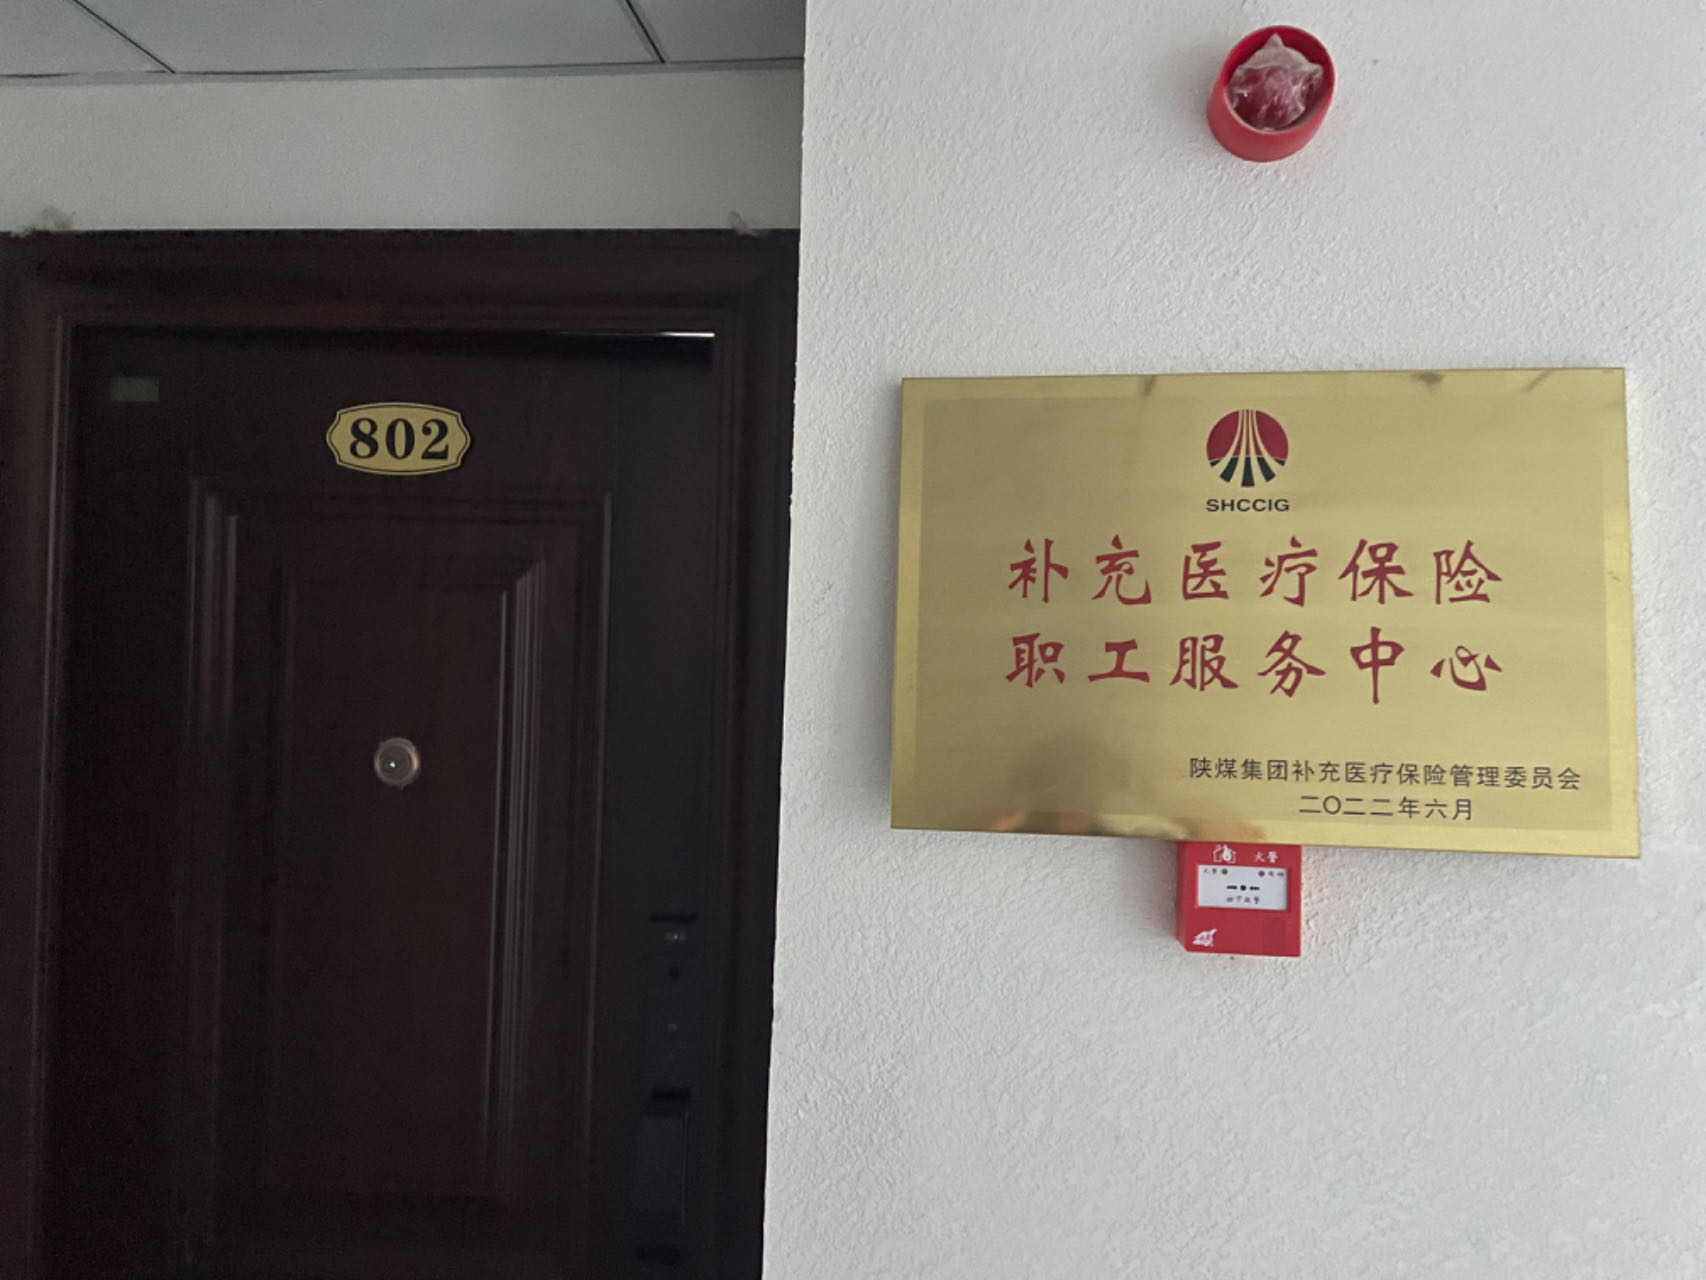 802
SHCCIG
补充医疗保险
职工服务中心
陕煤集团补充医疗保险管理委员会
二〇二二年六月
火警